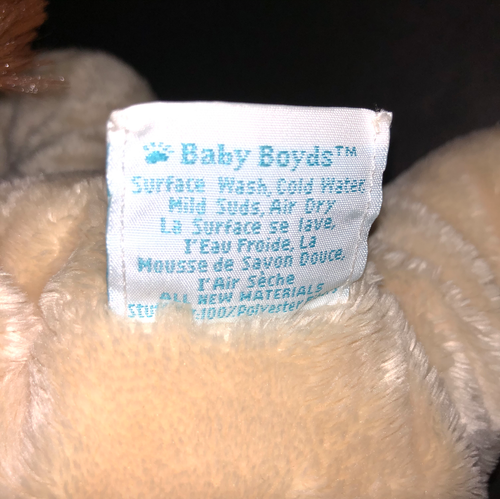 Baby Boyds™
Surface Wash, Cold Water
Mild Suds, Air Dry
La Surface se lave,
l'Eau Froide, La
Mousse de Savon Douce,
l'Air Sèche
ALL NEW MATERIALS
100%Polyester